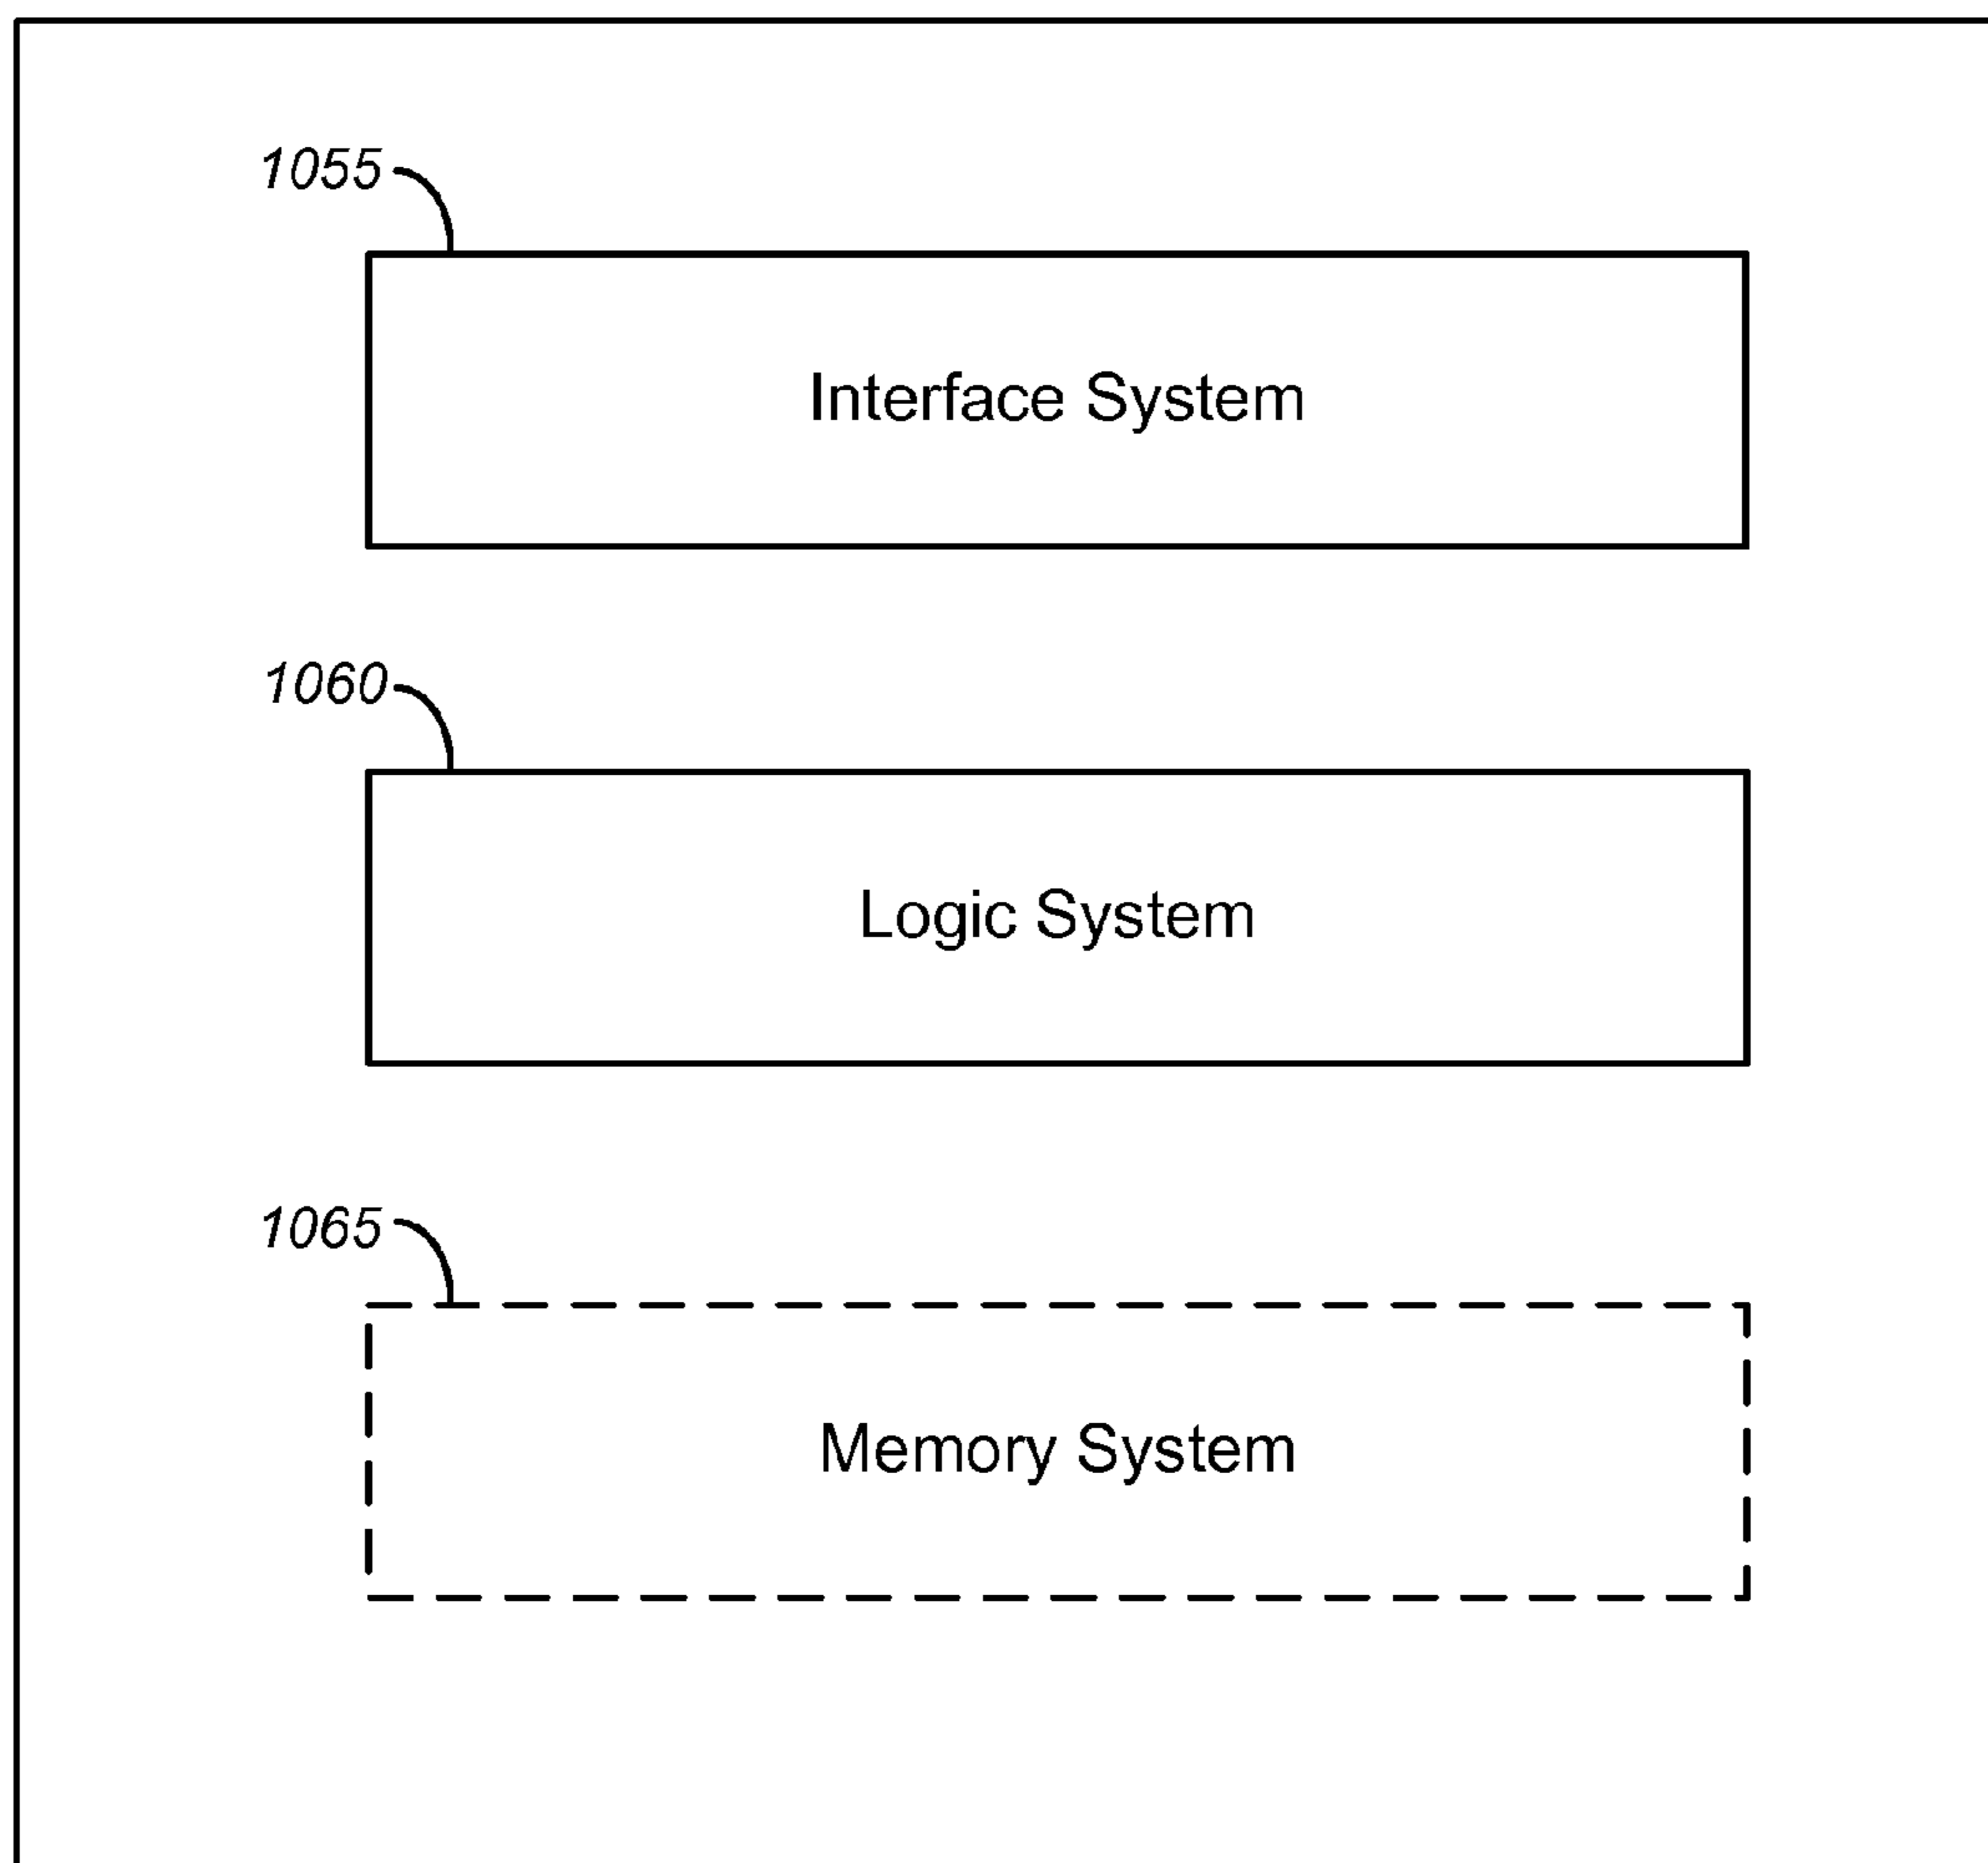 1055
Interface System
1060
Logic System
1065
Memory System